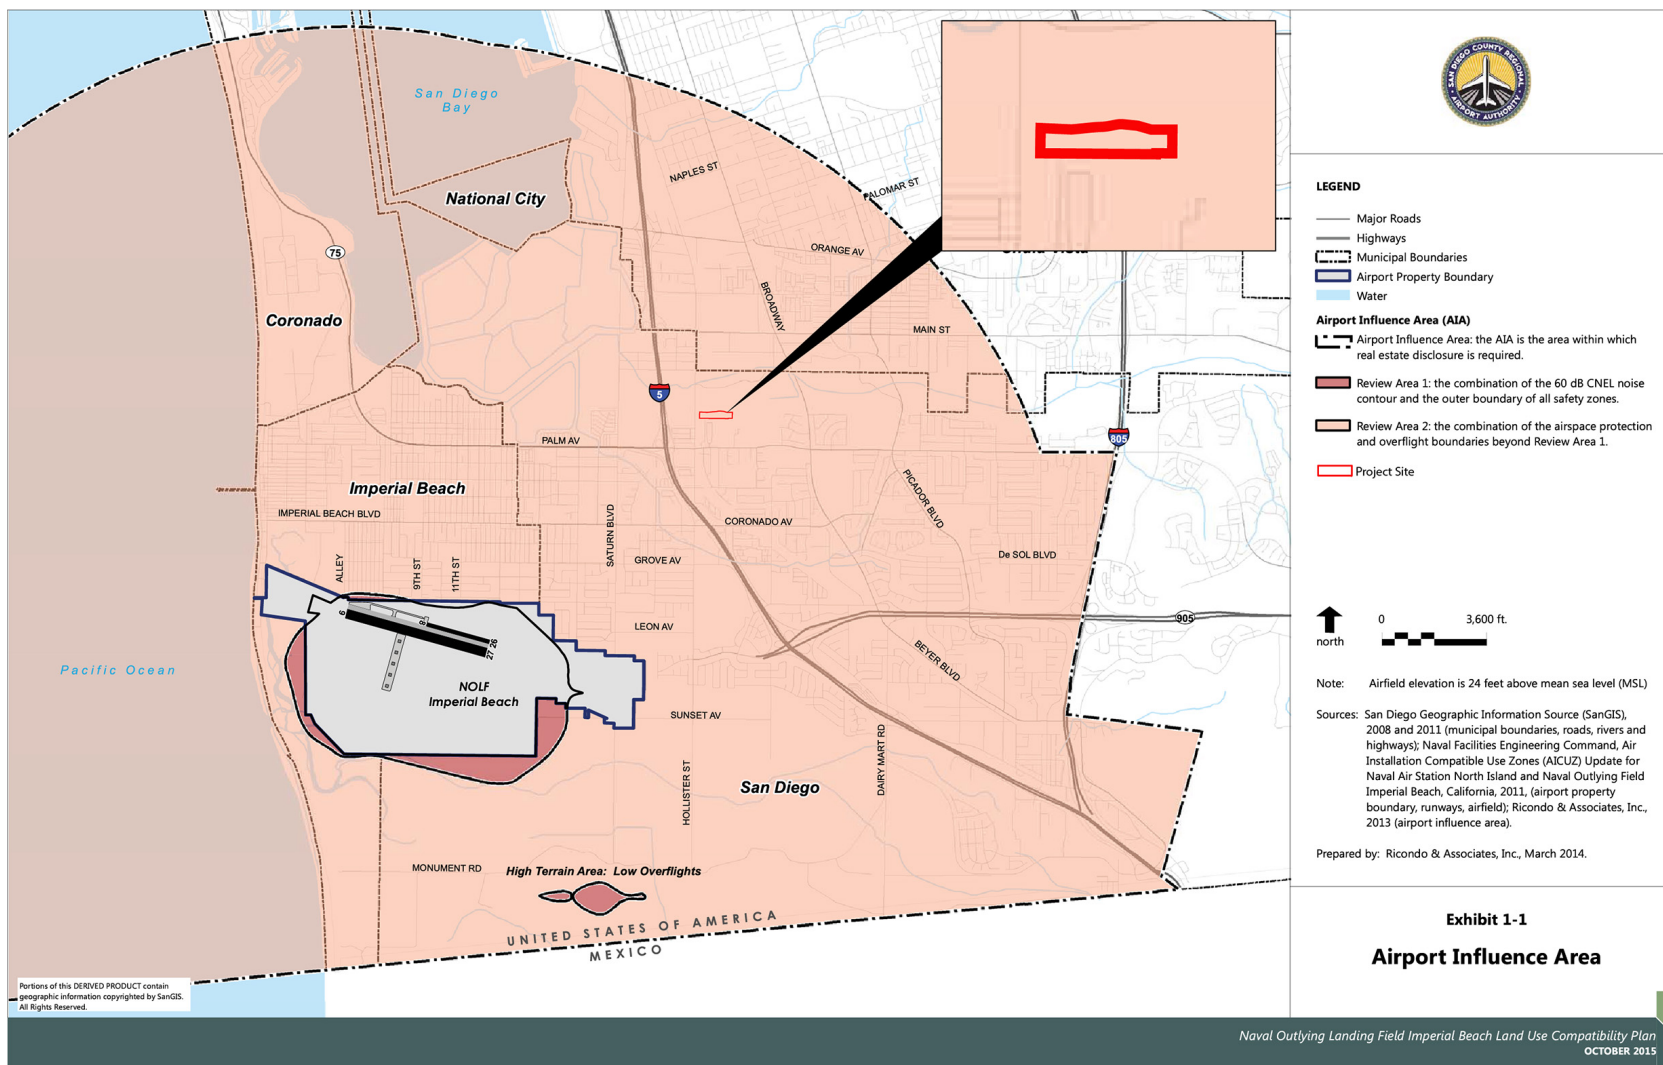 San Diego
Bay
National City
NAPLES ST
PALOMAR ST
75
ORANGE AV
BROADWAY
Coronado
MAIN ST
5
805
PALM AV
Imperial Beach
PICADOR BLVD
IMPERIAL BEACH BLVD
SATURN BLVD
CORONADO AV
ALLEY
9TH ST
11TH ST
GROVE AV
De SOL BLVD
9
8
26
27
LEON AV
905
BEYER BLVD
Pacific Ocean
NOLF
Imperial Beach
SUNSET AV
HOLLISTER ST
DAIRY MART RD
San Diego
MONUMENT RD
High Terrain Area: Low Overflights
UNITED STATES OF AMERICA
MEXICO
Portions of this DERIVED PRODUCT contain
geographic information copyrighted by SanGIS.
All Rights Reserved.
SAN DIEGO COUNTY REGIONAL
AIRPORT AUTHORITY
LEGEND
Major Roads
Highways
Municipal Boundaries
Airport Property Boundary
Water
Airport Influence Area (AIA)
Airport Influence Area: the AIA is the area within which
real estate disclosure is required.
Review Area 1: the combination of the 60 dB CNEL noise
contour and the outer boundary of all safety zones.
Review Area 2: the combination of the airspace protection
and overflight boundaries beyond Review Area 1.
Project Site
north
0 3,600 ft.
Note: Airfield elevation is 24 feet above mean sea level (MSL)
Sources: San Diego Geographic Information Source (SanGIS),
2008 and 2011 (municipal boundaries, roads, rivers and
highways); Naval Facilities Engineering Command, Air
Installation Compatible Use Zones (AICUZ) Update for
Naval Air Station North Island and Naval Outlying Field
Imperial Beach, California, 2011, (airport property
boundary, runways, airfield); Ricondo & Associates, Inc.,
2013 (airport influence area).
Prepared by: Ricondo & Associates, Inc., March 2014.
Exhibit 1-1
Airport Influence Area
Naval Outlying Landing Field Imperial Beach Land Use Compatibility Plan
OCTOBER 2015